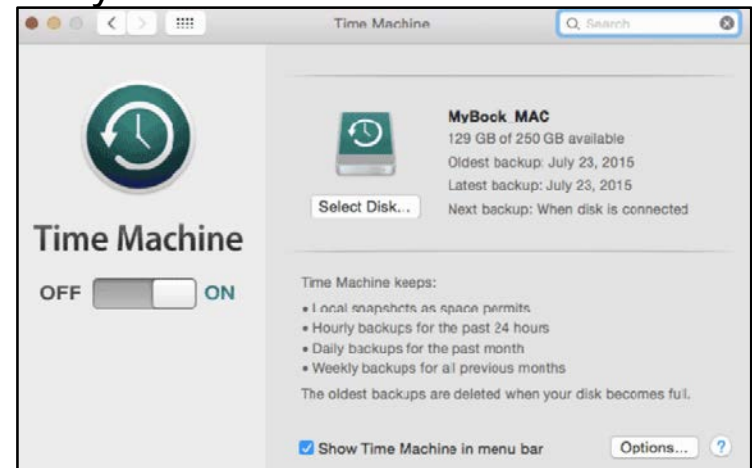 Time Machine
Search
Time Machine
OFF ON
Select Disk...
MyBook MAC
129 GB of 250 GB available
Oldest backup: July 23, 2015
Latest backup: July 23, 2015
Next backup: When disk is connected
Time Machine keeps:
• Local snapshots as space permits
• Hourly backups for the past 24 hours
• Daily backups for the past month
• Weekly backups for all previous months
The oldest backups are deleted when your disk becomes full.
Show Time Machine in menu bar
Options... ?